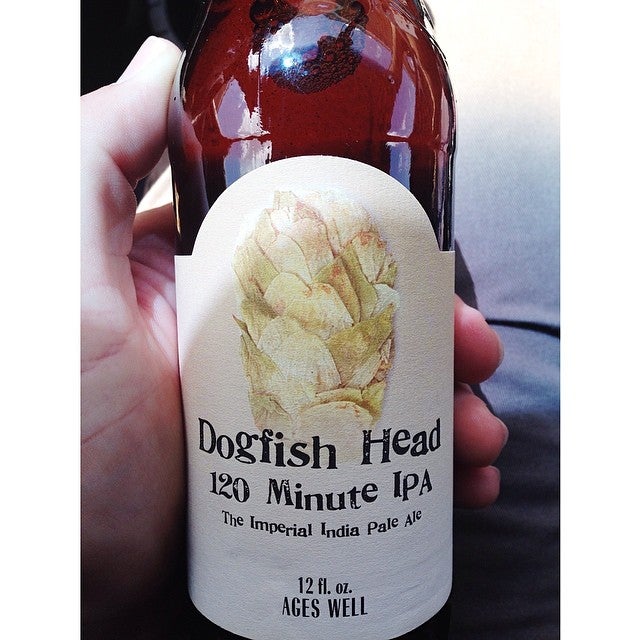 Dogfish Head
120 Minute IPA
The Imperial India Pale Ale
12 fl. oz.
AGES WELL